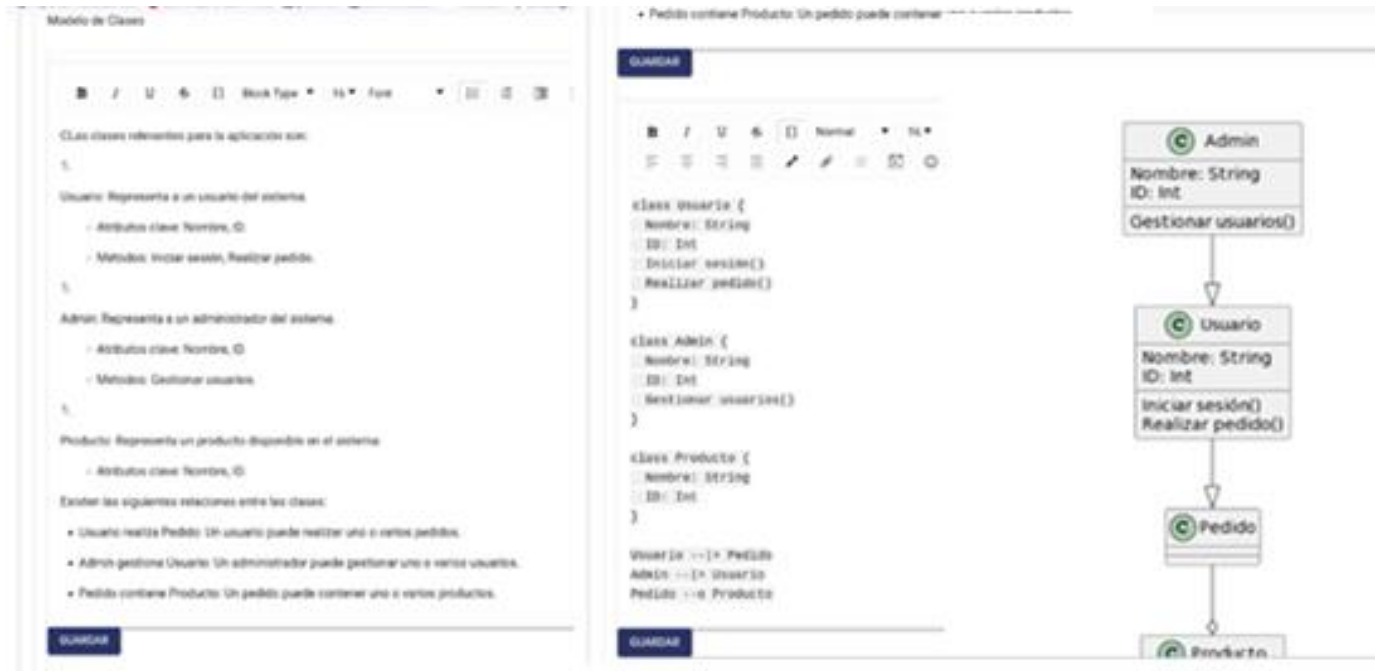 Modelo de Clases
B I U S {} Block Type 16 Font
CLas clases relevantes para la aplicación son:
1.
Usuario: Representa a un usuario del sistema.
Atributos clave: Nombre, ID.
Métodos: Iniciar sesión, Realizar pedido.
1.
Admin: Representa a un administrador del sistema.
Atributos clave: Nombre, ID.
Métodos: Gestionar usuarios.
1.
Producto: Representa un producto disponible en el sistema.
Atributos clave: Nombre, ID.
Existen las siguientes relaciones entre las clases:
• Usuario realiza Pedido: Un usuario puede realizar uno o varios pedidos.
• Admin gestiona Usuario: Un administrador puede gestionar uno o varios usuarios.
• Pedido contiene Producto: Un pedido puede contener uno o varios productos.
GUARDAR
• Pedido contiene Producto: Un pedido puede contener
GUARDAR
B I U S {} Normal 16
class Usuario {
Nombre: String
ID: Int
Iniciar sesión()
Realizar pedido()
}
class Admin {
Nombre: String
ID: Int
Gestionar usuarios()
}
class Producto {
Nombre: String
ID: Int
}
Usuario --|> Pedido
Admin --|> Usuario
Pedido --o Producto
GUARDAR
C Admin
Nombre: String
ID: Int
Gestionar usuarios()
C Usuario
Nombre: String
ID: Int
Iniciar sesión()
Realizar pedido()
C Pedido
C Producto